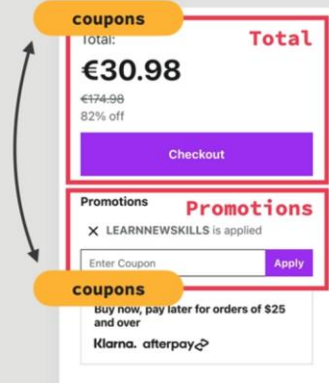 coupons
Total:
Total
€30.98
€174.98
82% off
Checkout
Promotions
Promotions
LEARNNEWSKILLS is applied
Enter Coupon
Apply
coupons
Buy now, pay later for orders of $25
and over
Klarna. afterpay